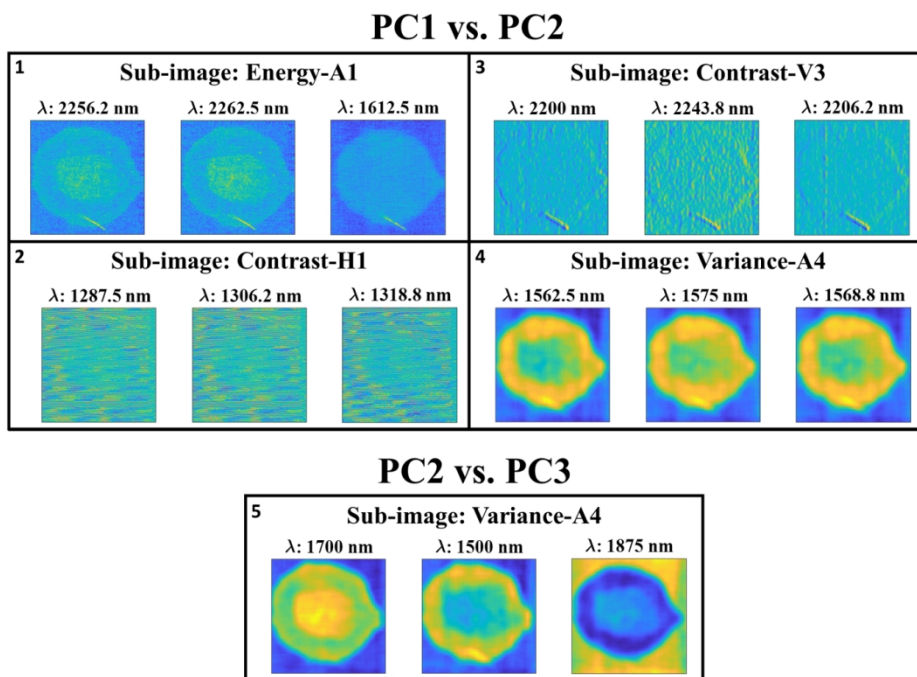 PC1 vs. PC2
1
Sub-image: Energy-A1
λ: 2256.2 nm λ: 2262.5 nm λ: 1612.5 nm
3
Sub-image: Contrast-V3
λ: 2200 nm λ: 2243.8 nm λ: 2206.2 nm
2
Sub-image: Contrast-H1
λ: 1287.5 nm λ: 1306.2 nm λ: 1318.8 nm
4
Sub-image: Variance-A4
λ: 1562.5 nm λ: 1575 nm λ: 1568.8 nm
PC2 vs. PC3
5
Sub-image: Variance-A4
λ: 1700 nm λ: 1500 nm λ: 1875 nm